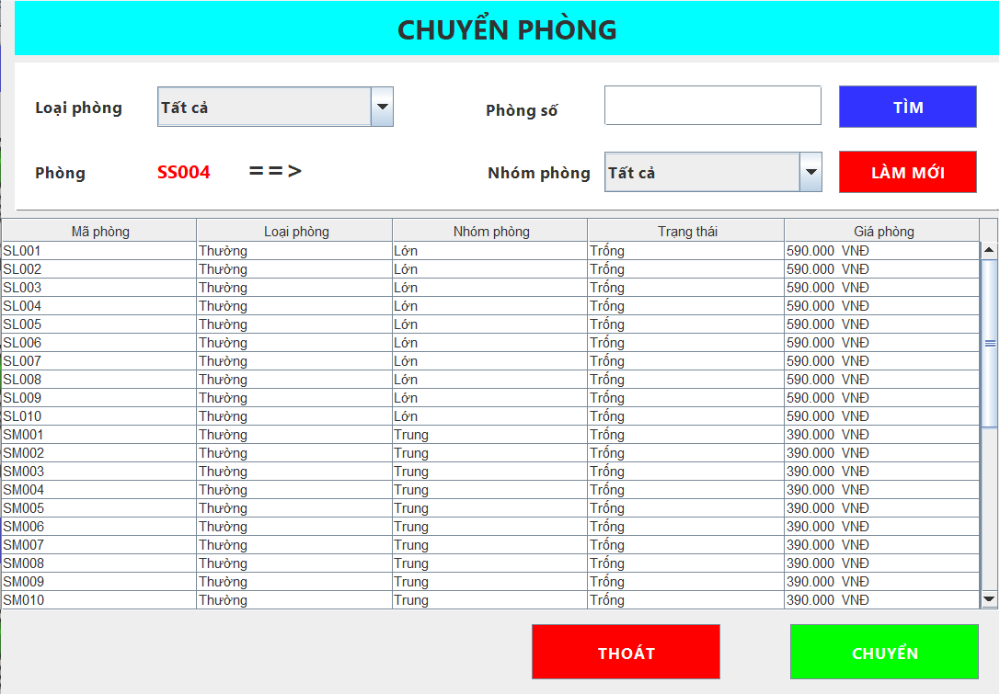 CHUYỂN PHÒNG
Loại phòng Tất cả Phòng số TÌM
Phòng SS004 ==> Nhóm phòng Tất cả LÀM MỚI
Mã phòng Loại phòng Nhóm phòng Trạng thái Giá phòng
SL001 Thường Lớn Trống 590.000 VNĐ
SL002 Thường Lớn Trống 590.000 VNĐ
SL003 Thường Lớn Trống 590.000 VNĐ
SL004 Thường Lớn Trống 590.000 VNĐ
SL005 Thường Lớn Trống 590.000 VNĐ
SL006 Thường Lớn Trống 590.000 VNĐ
SL007 Thường Lớn Trống 590.000 VNĐ
SL008 Thường Lớn Trống 590.000 VNĐ
SL009 Thường Lớn Trống 590.000 VNĐ
SL010 Thường Lớn Trống 590.000 VNĐ
SM001 Thường Trung Trống 390.000 VNĐ
SM002 Thường Trung Trống 390.000 VNĐ
SM003 Thường Trung Trống 390.000 VNĐ
SM004 Thường Trung Trống 390.000 VNĐ
SM005 Thường Trung Trống 390.000 VNĐ
SM006 Thường Trung Trống 390.000 VNĐ
SM007 Thường Trung Trống 390.000 VNĐ
SM008 Thường Trung Trống 390.000 VNĐ
SM009 Thường Trung Trống 390.000 VNĐ
SM010 Thường Trung Trống 390.000 VNĐ
THOÁT CHUYỂN